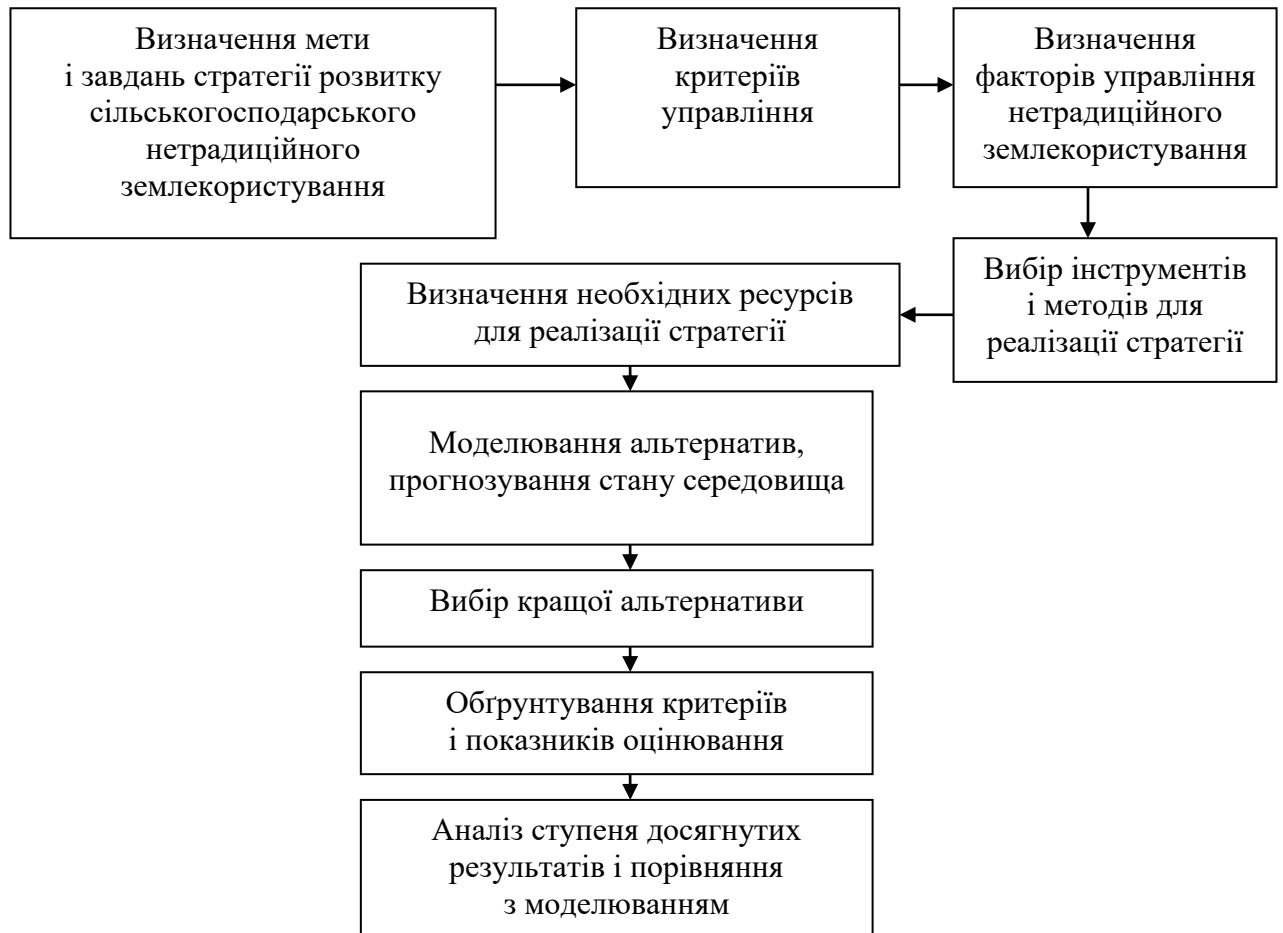 Визначення мети
і завдань стратегії розвитку
сільськогосподарського
нетрадиційного
землекористування
Визначення
критеріїв
управління
Визначення
факторів управління
нетрадиційного
землекористування
Вибір інструментів
і методів для
реалізації стратегії
Визначення необхідних ресурсів
для реалізації стратегії
Моделювання альтернатив,
прогнозування стану середовища
Вибір кращої альтернативи
Обґрунтування критеріїв
і показників оцінювання
Аналіз ступеня досягнутих
результатів і порівняння
з моделюванням